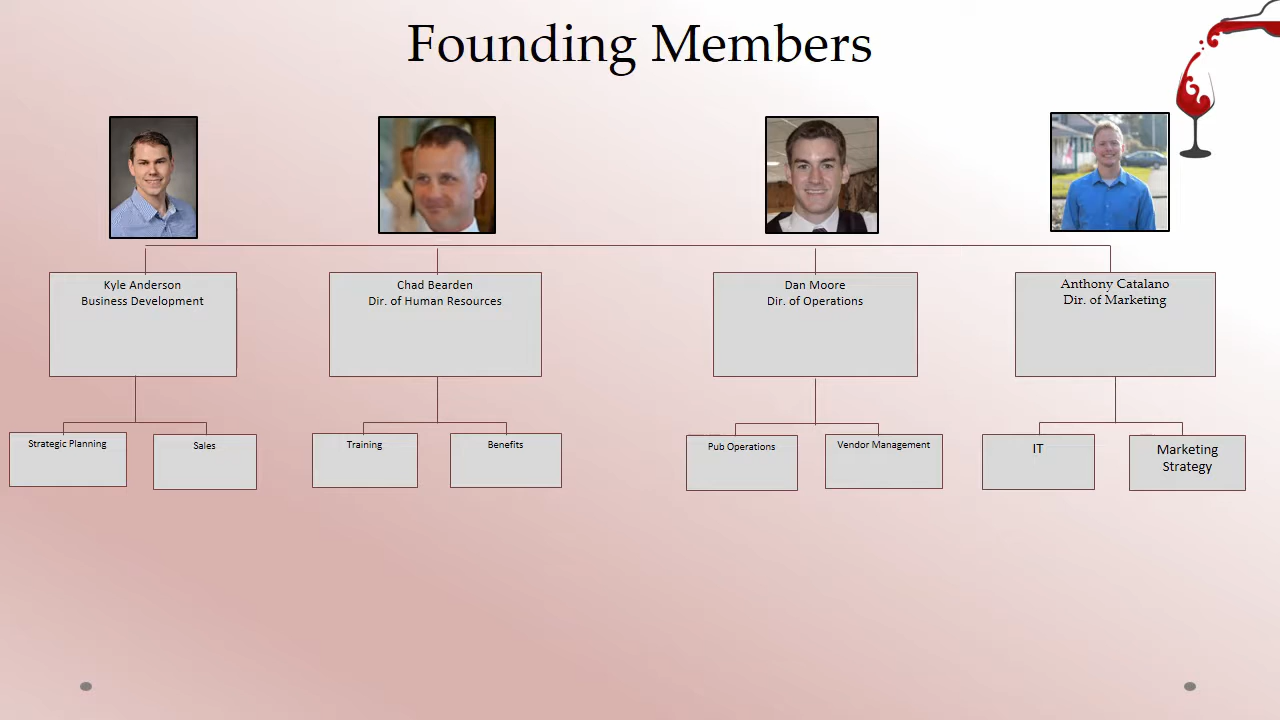 Founding Members
Kyle Anderson
Business Development
Chad Bearden
Dir. of Human Resources
Dan Moore
Dir. of Operations
Anthony Catalano
Dir. of Marketing
Strategic Planning
Sales
Training
Benefits
Pub Operations
Vendor Management
IT
Marketing
Strategy